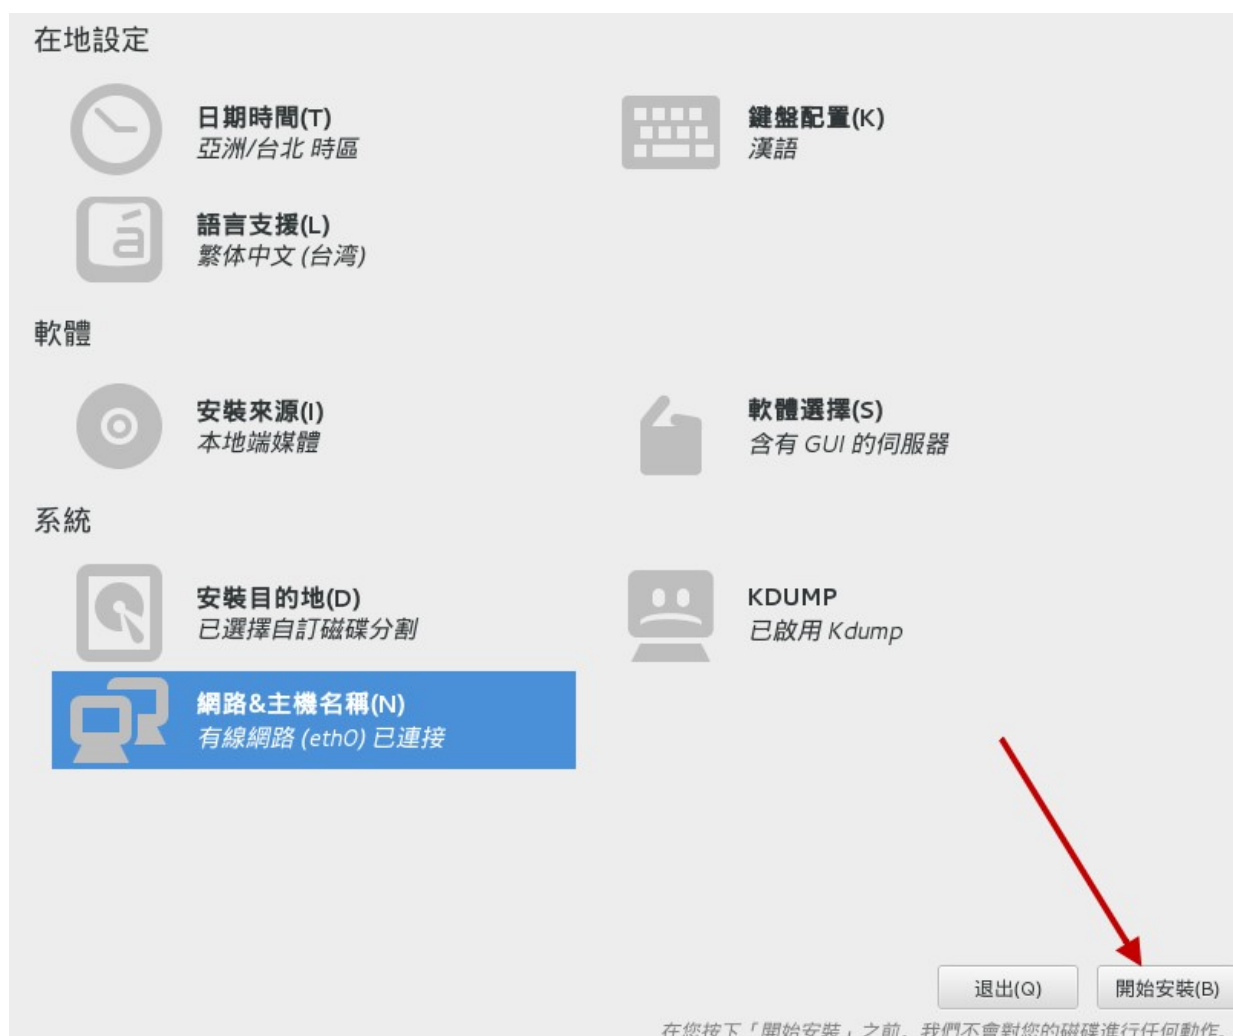 在地設定
日期時間(T)
亞洲/台北 時區
鍵盤配置(K)
漢語
語言支援(L)
繁体中文 (台湾)
軟體
安裝來源(I)
本地端媒體
軟體選擇(S)
含有 GUI 的伺服器
系統
安裝目的地(D)
已選擇自訂磁碟分割
KDUMP
已啟用 Kdump
網路&主機名稱(N)
有線網路 (eth0) 已連接
退出(Q)
開始安裝(B)
在您按下「開始安裝」之前，我們不會對您的磁碟進行任何動作。